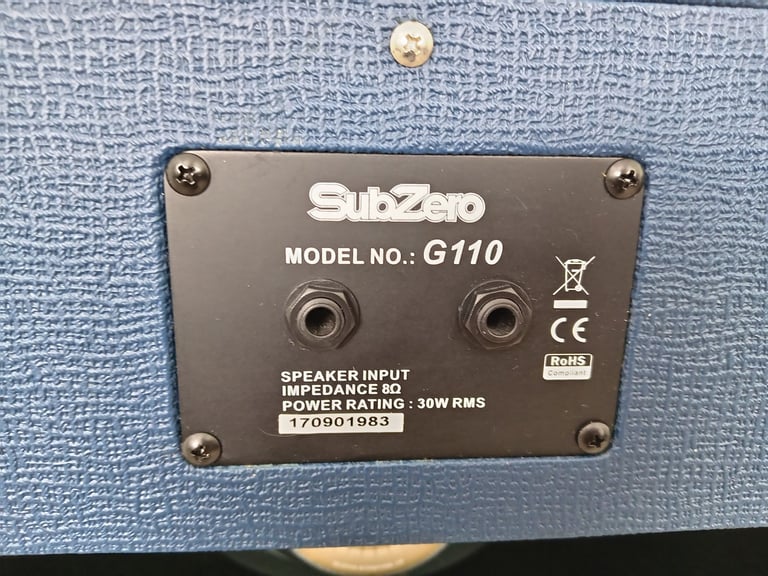 SubZero
MODEL NO.: G110
CE
RoHS
Compliant
SPEAKER INPUT
IMPEDANCE 8Ω
POWER RATING : 30W RMS
170901983